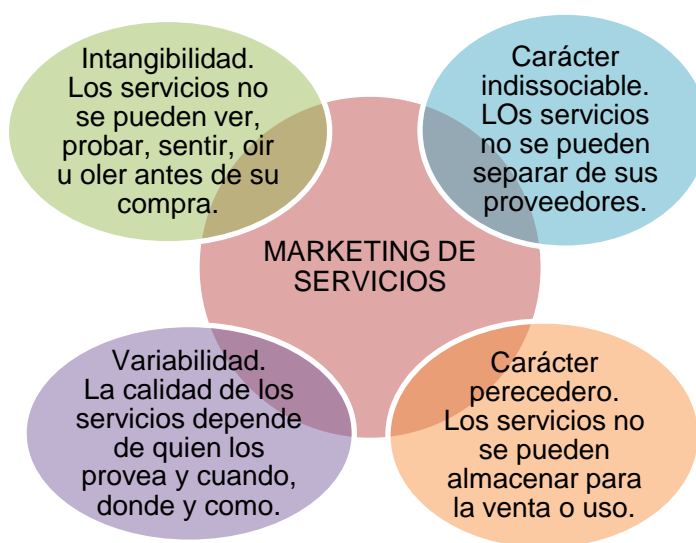 Intangibilidad.
Los servicios no
se pueden ver,
probar, sentir, oir
u oler antes de su
compra.
Carácter
indissociable.
LOs servicios
no se pueden
separar de sus
proveedores.
MARKETING DE
SERVICIOS
Variabilidad.
La calidad de los
servicios depende
de quien los
provea y cuando,
donde y como.
Carácter
perecedero.
Los servicios no
se pueden
almacenar para
la venta o uso.